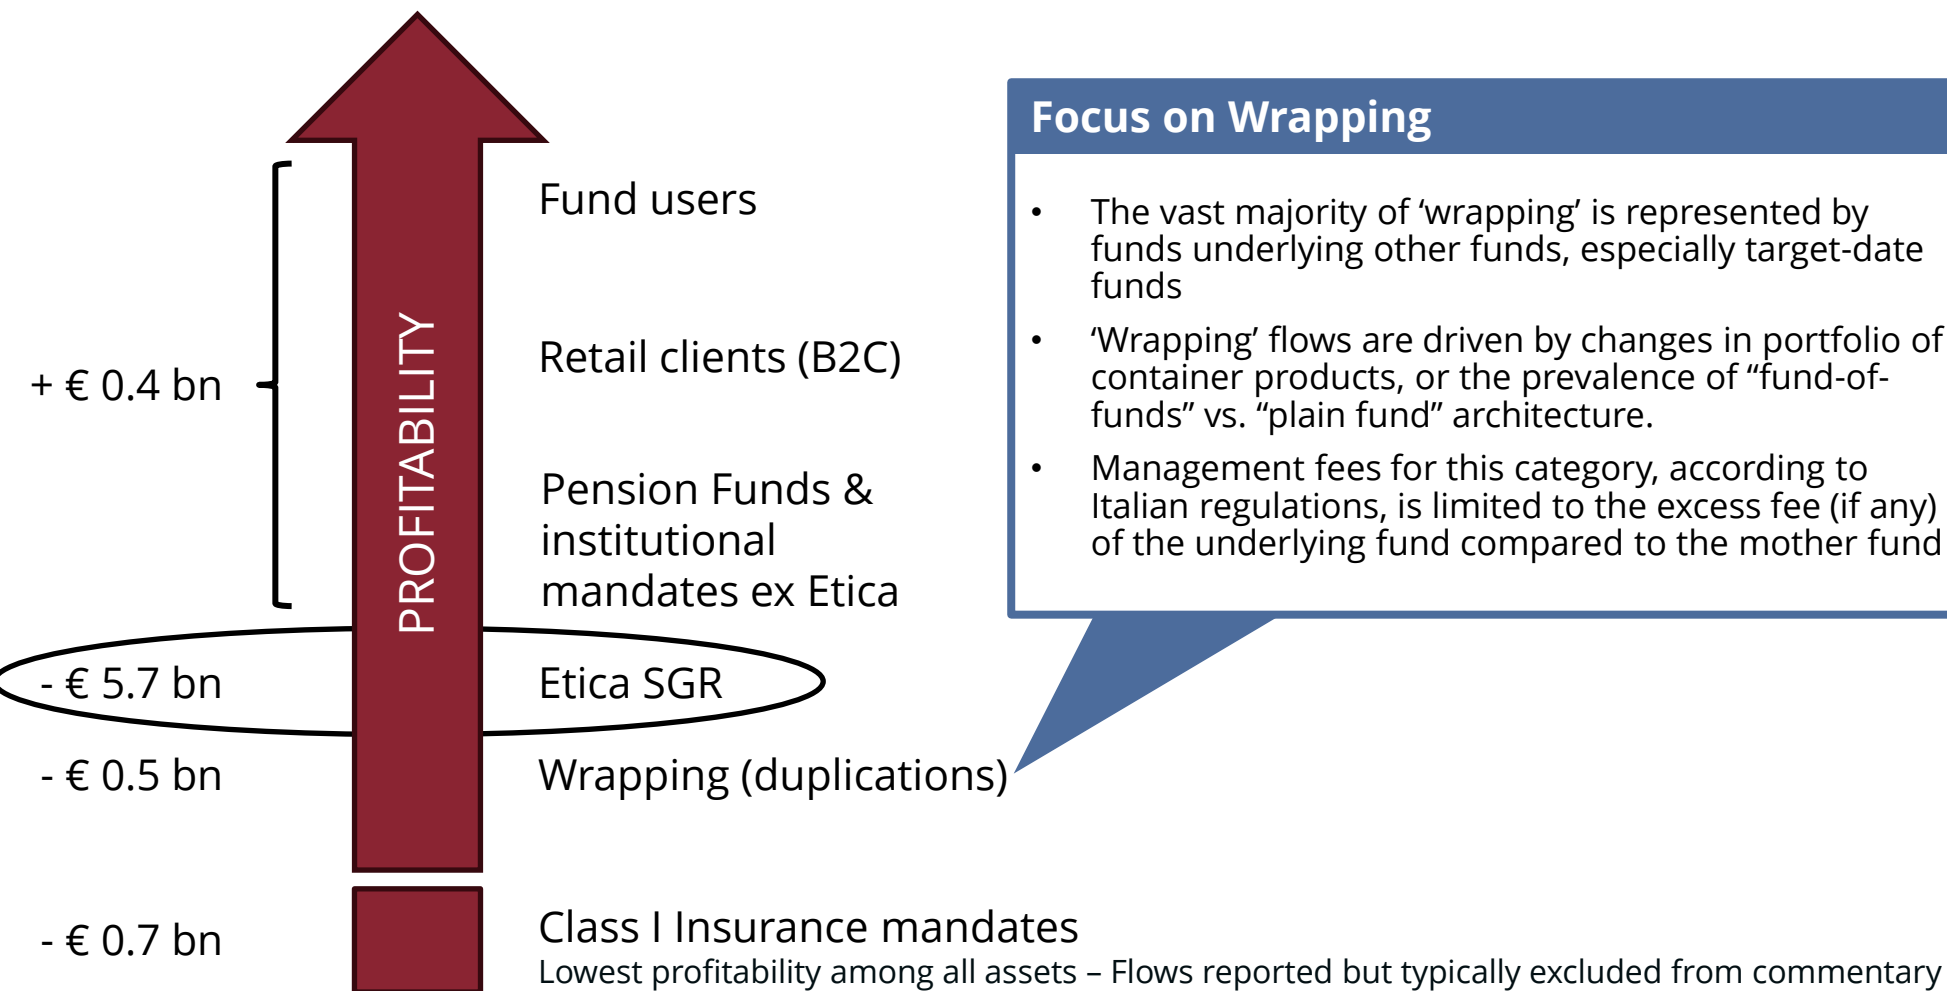 Fund users
Retail clients (B2C)
+ € 0.4 bn
Pension Funds &
institutional
mandates ex Etica
PROFITABILITY
- € 5.7 bn
Etica SGR
- € 0.5 bn
Wrapping (duplications)
- € 0.7 bn
Class I Insurance mandates
Lowest profitability among all assets – Flows reported but typically excluded from commentary
Focus on Wrapping
• The vast majority of ‘wrapping’ is represented by
funds underlying other funds, especially target-date
funds
• ‘Wrapping’ flows are driven by changes in portfolio of
container products, or the prevalence of “fund-of-
funds” vs. “plain fund” architecture.
• Management fees for this category, according to
Italian regulations, is limited to the excess fee (if any)
of the underlying fund compared to the mother fund